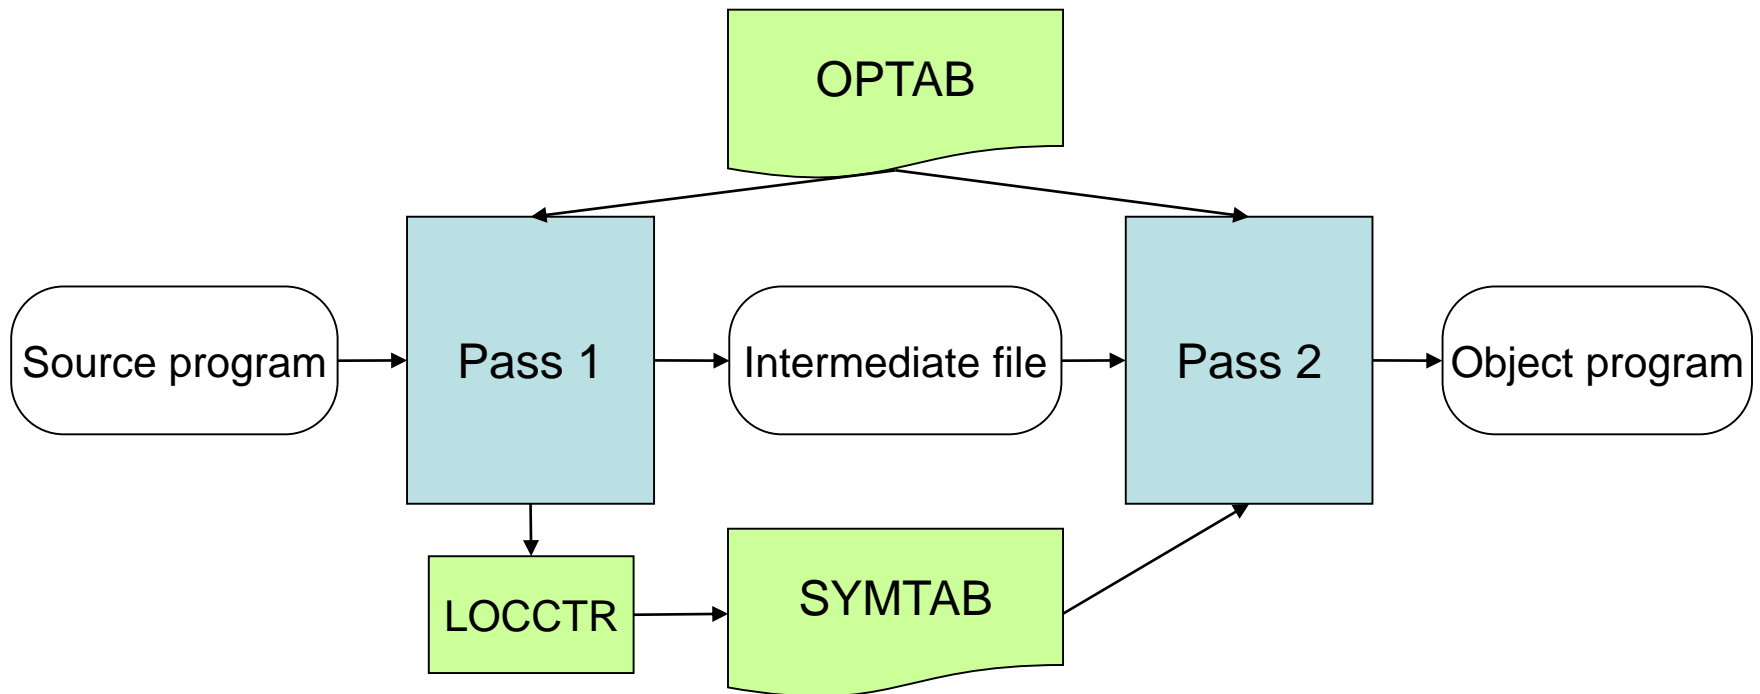 OPTAB
Source program
Pass 1
Intermediate file
Pass 2
Object program
LOCCTR
SYMTAB